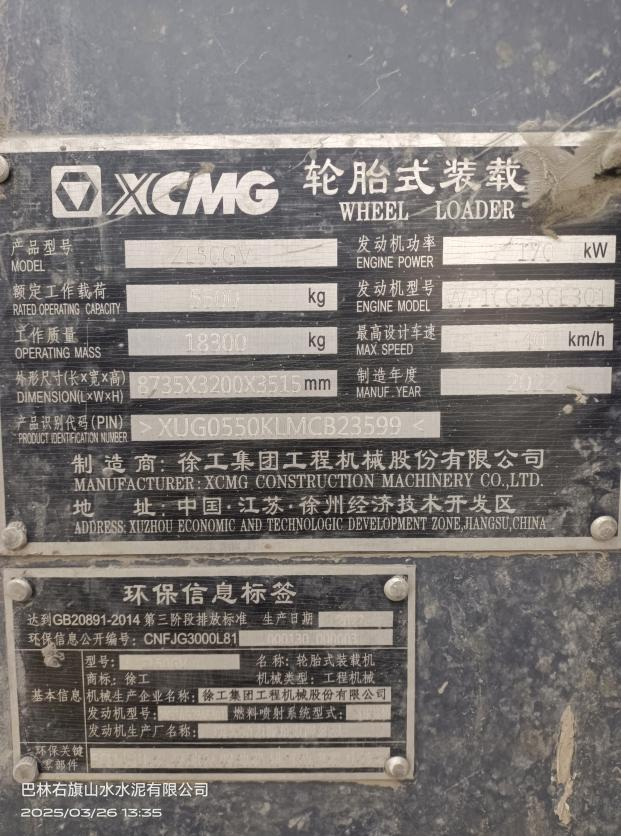 XCMG 轮胎式装载
WHEEL LOADER
产品型号 ZL50GV 发动机功率 170 kW
MODEL ENGINE POWER
额定工作载荷 kg 发动机型号
RATED OPERATING CAPACITY ENGINE MODEL
工作质量 18300 kg 最高设计车速 40 km/h
OPERATING MASS MAX. SPEED
外形尺寸(长×宽×高) 8735X3200X3515 mm 制造年度 2022
DIMENSION(L×W×H) MANUF YEAR
产品识别代码(PIN) > XUG0550KLMCB23599 <
PRODUCT IDENTIFICATION NUMBER
制造商: 徐工集团工程机械股份有限公司
MANUFACTURER: XCMG CONSTRUCTION MACHINERY CO.,LTD.
地 址: 中国·江苏·徐州经济技术开发区
ADDRESS: XUZHOU ECONOMIC AND TECHNOLOGIC DEVELOPMENT ZONE,JIANGSU,CHINA
环保信息标签
达到GB20891-2014 第三阶段排放标准 生产日期
环保信息公开编号: CNFJG3000L81 000130 000003
型号: 名称: 轮胎式装载机
商标: 徐工 机械类型: 工程机械
基本信息 机械生产企业名称: 徐工集团工程机械股份有限公司
发动机型号: 燃料喷射系统型式:
发动机生产厂名称:
环保关键
零部件
巴林右旗山水水泥有限公司
2025/03/26 13:35